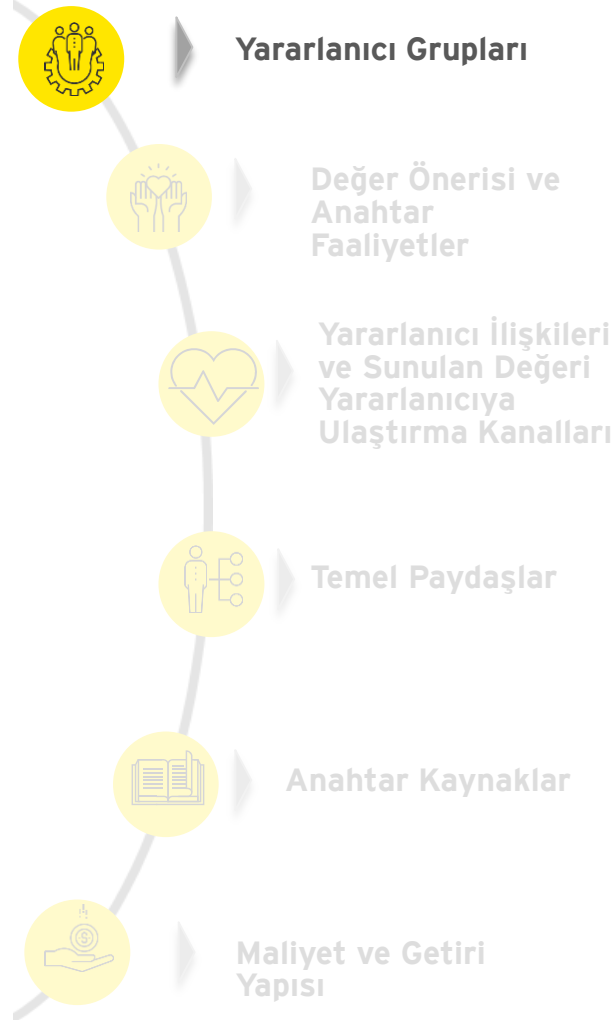 Yararlanıcı Grupları
Değer Önerisi ve
Anahtar
Faaliyetler
Yararlanıcı İlişkileri
ve Sunulan Değeri
Yararlanıcıya
Ulaştırma Kanalları
Temel Paydaşlar
Anahtar Kaynaklar
Maliyet ve Getiri
Yapısı